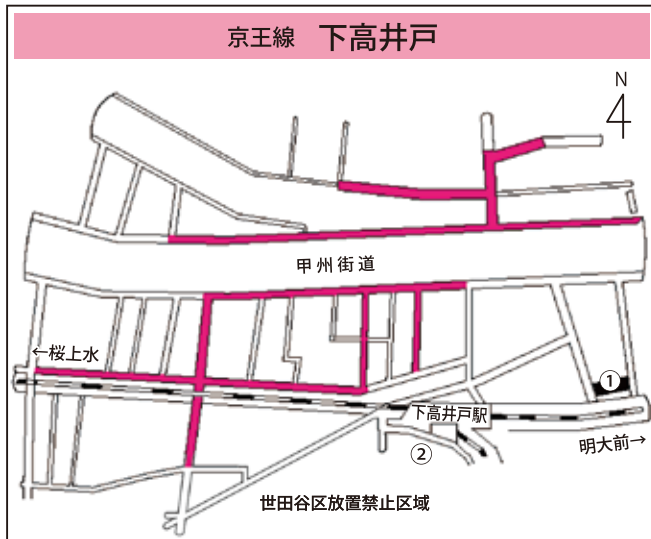 京王線 下高井戸
N
甲州街道
←桜上水
①
下高井戸駅
明大前→
②
世田谷区放置禁止区域